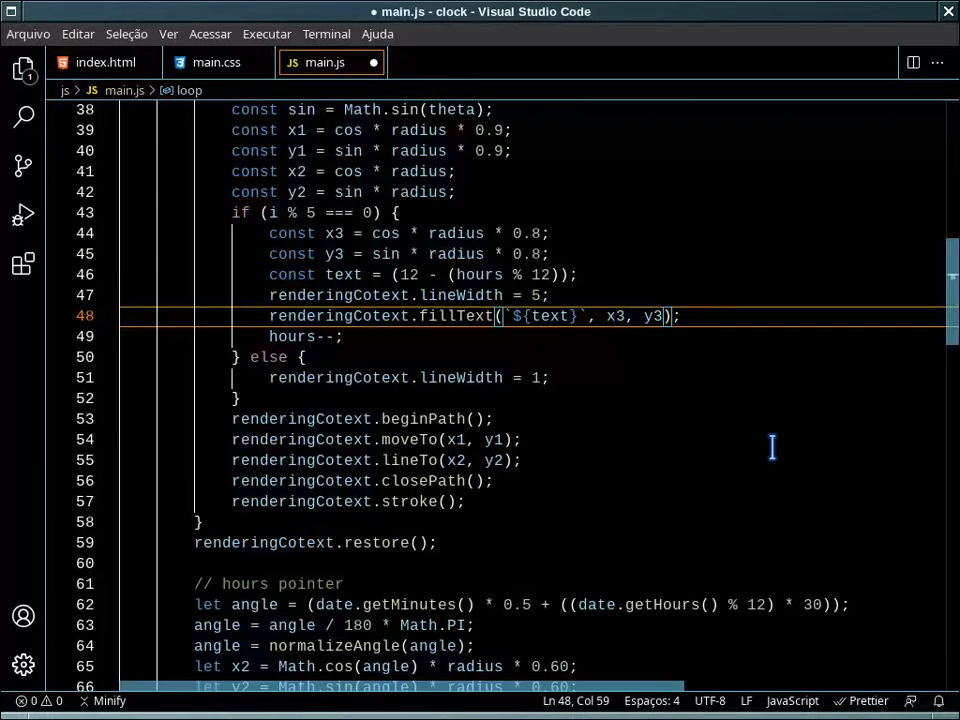 ● main.js - clock - Visual Studio Code
Arquivo Editar Seleção Ver Acessar Executar Terminal Ajuda
index.html main.css JS main.js ●
js > JS main.js > loop
1
38 const sin = Math.sin(theta);
39 const x1 = cos * radius * 0.9;
40 const y1 = sin * radius * 0.9;
41 const x2 = cos * radius;
42 const y2 = sin * radius;
43 if (i % 5 === 0) {
44 const x3 = cos * radius * 0.8;
45 const y3 = sin * radius * 0.8;
46 const text = (12 - (hours % 12));
47 renderingCotext.lineWidth = 5;
48 renderingCotext.fillText(`${text}`, x3, y3);
49 hours--;
50 } else {
51 renderingCotext.lineWidth = 1;
52 }
53 renderingCotext.beginPath();
54 renderingCotext.moveTo(x1, y1);
55 renderingCotext.lineTo(x2, y2);
56 renderingCotext.closePath();
57 renderingCotext.stroke();
58 }
59 renderingCotext.restore();
60
61 // hours pointer
62 let angle = (date.getMinutes() * 0.5 + ((date.getHours() % 12) * 30));
63 angle = angle / 180 * Math.PI;
64 angle = normalizeAngle(angle);
65 let x2 = Math.cos(angle) * radius * 0.60;
66 let y2 = Math.sin(angle) * radius * 0.60;
0 0 Minify Ln 48, Col 59 Espaços: 4 UTF-8 LF JavaScript Prettier